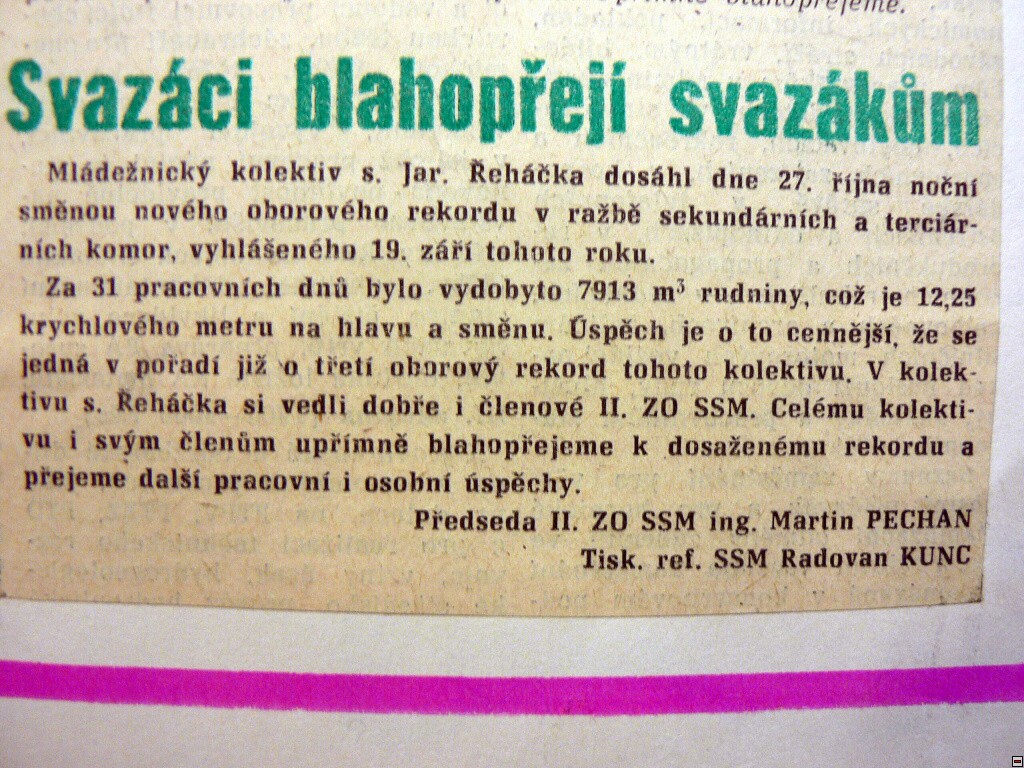 blahopřejeme.
Svazáci blahopřejí svazákům
Mládežnický kolektiv s. Jar. Řeháčka dosáhl dne 27. října noční
směnou nového oborového rekordu v ražbě sekundárních a terciár-
ních komor, vyhlášeného 19. září tohoto roku.
Za 31 pracovních dnů bylo vydobyto 7913 m³ rudniny, což je 12,25
krychlového metru na hlavu a směnu. Úspěch je o to cennější, že se
jedná v pořadí již o třetí oborový rekord tohoto kolektivu. V kolek-
tivu s. Řeháčka si vedli dobře i členové II. ZO SSM. Celému kolekti-
vu i svým členům upřímně blahopřejeme k dosaženému rekordu a
přejeme další pracovní i osobní úspěchy.
Předseda II. ZO SSM ing. Martin PECHAN
Tisk. ref. SSM Radovan KUNC